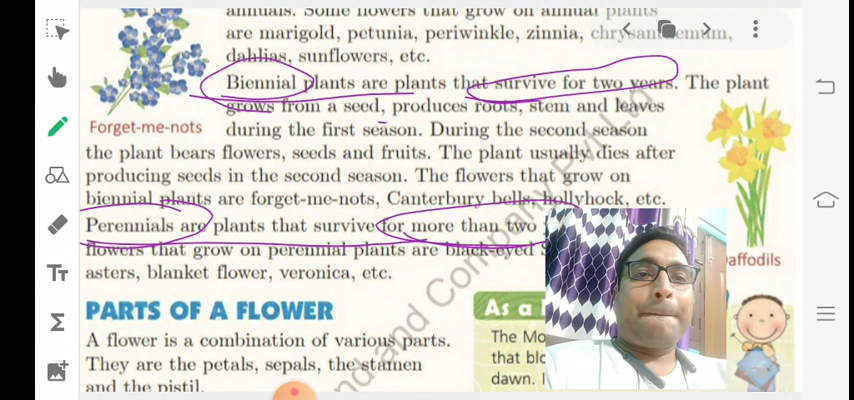 annuals. Some flowers that grow on annual plants
are marigold, petunia, periwinkle, zinnia, chrysanthemum,
dahlias, sunflowers, etc.
Biennial plants are plants that survive for two years. The plant
grows from a seed, produces roots, stem and leaves
Forget-me-nots
during the first season. During the second season
the plant bears flowers, seeds and fruits. The plant usually dies after
producing seeds in the second season. The flowers that grow on
biennial plants are forget-me-nots, Canterbury bells, hollyhock, etc.
Perennials are plants that survive for more than two
flowers that grow on perennial plants are black-eyed S
affodils
asters, blanket flower, veronica, etc.
PARTS OF A FLOWER
A flower is a combination of various parts.
They are the petals, sepals, the stamen
and the pistil.
As a
The Mo
that blo
dawn. I
and Company Pvt Ltd
Tт
Σ